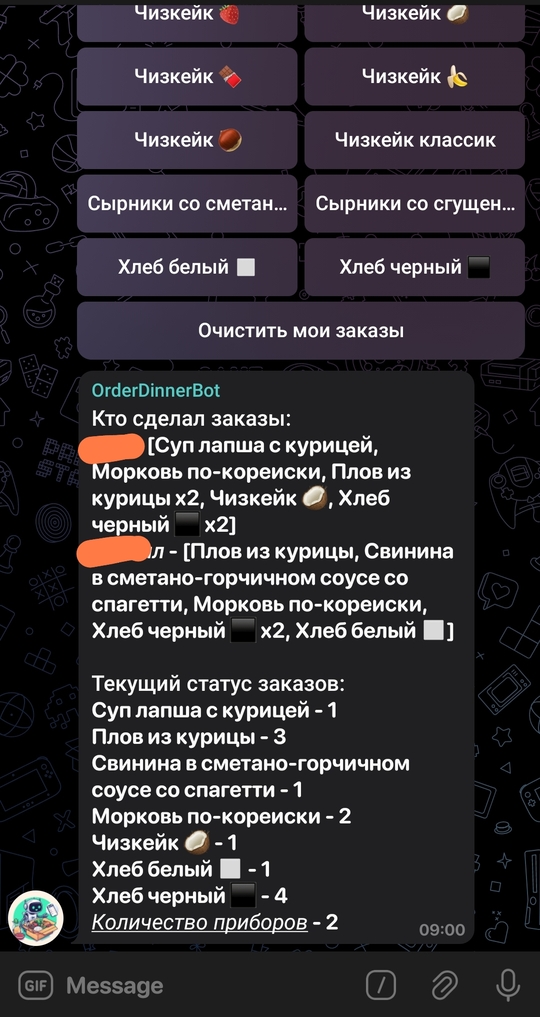 Чизкейк 🍓 Чизкейк 🥥
Чизкейк 🍫 Чизкейк 🍌
Чизкейк 🌰 Чизкейк классик
Сырники со сметан... Сырники со сгущен...
Хлеб белый ⬜ Хлеб черный ⬛
Очистить мои заказы
OrderDinnerBot
Кто сделал заказы:
[Суп лапша с курицей,
Морковь по-кореиски, Плов из
курицы x2, Чизкейк 🥥, Хлеб
черный ⬛ x2]
л - [Плов из курицы, Свинина
в сметано-горчичном соусе со
спагетти, Морковь по-кореиски,
Хлеб черный ⬛ x2, Хлеб белый ⬜]
Текущий статус заказов:
Суп лапша с курицей - 1
Плов из курицы - 3
Свинина в сметано-горчичном
соусе со спагетти - 1
Морковь по-кореиски - 2
Чизкейк 🥥 - 1
Хлеб белый ⬜ - 1
Хлеб черный ⬛ - 4
Количество приборов - 2
09:00
GIF Message